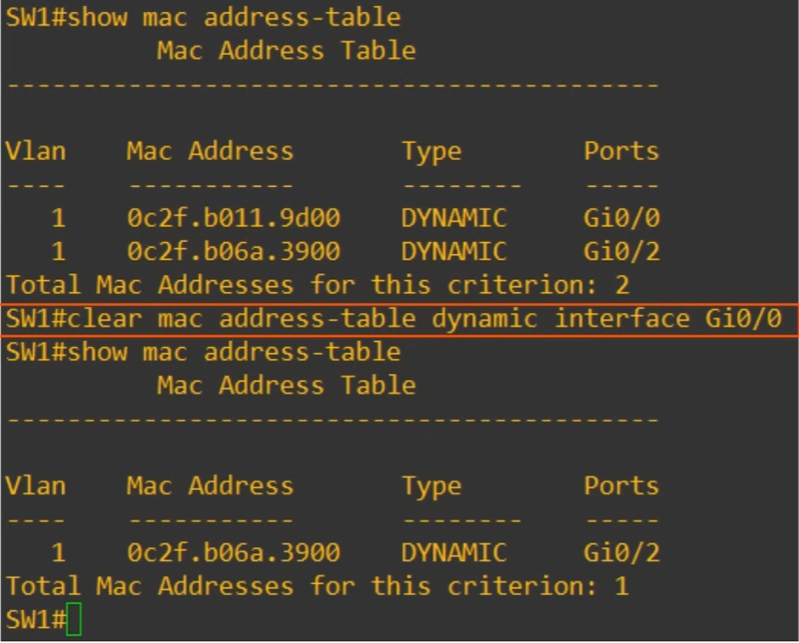 SW1#show mac address-table
Mac Address Table
-------------------------------------------
Vlan    Mac Address       Type        Ports
----    -----------       --------    -----
   1    0c2f.b011.9d00    DYNAMIC     Gi0/0
   1    0c2f.b06a.3900    DYNAMIC     Gi0/2
Total Mac Addresses for this criterion: 2
SW1#clear mac address-table dynamic interface Gi0/0
SW1#show mac address-table
Mac Address Table
-------------------------------------------
Vlan    Mac Address       Type        Ports
----    -----------       --------    -----
   1    0c2f.b06a.3900    DYNAMIC     Gi0/2
Total Mac Addresses for this criterion: 1
SW1#